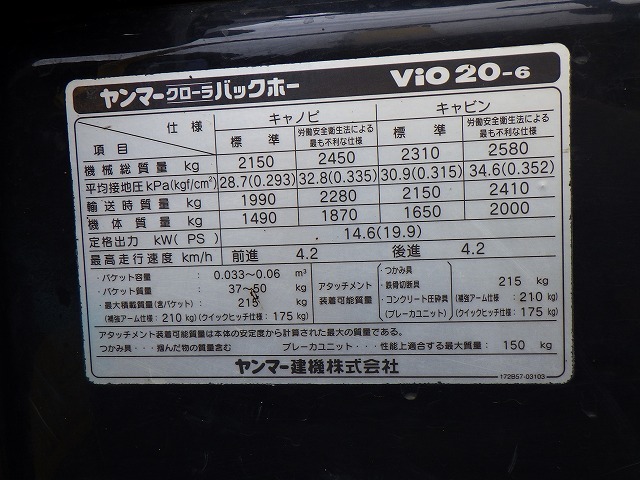 ヤンマークローラバックホー ViO20-6
仕様 キャノピ キャビン
項目 標準 労働安全衛生法による最も不利な仕様 標準 労働安全衛生法による最も不利な仕様
機械総質量 kg 2150 2450 2310 2580
平均接地圧kPa(kgf/cm²) 28.7(0.293) 32.8(0.335) 30.9(0.315) 34.6(0.352)
輸送時質量 kg 1990 2280 2150 2410
機体質量 kg 1490 1870 1650 2000
定格出力 kW(PS) 14.6(19.9)
最高走行速度 km/h 前進 4.2 後進 4.2
・バケット容量 : 0.033〜0.06 m³
・バケット質量 : 37〜50 kg
・最大積載質量(含バケット) : 215 kg
(補強アーム仕様:210kg)(クイックヒッチ仕様:175kg)
アタッチメント装着可能質量
・つかみ具
・鉄骨切断具
・コンクリート圧砕具
(ブレーカユニット)
: 215 kg
(補強アーム仕様:210kg)
(クイックヒッチ仕様:175kg)
アタッチメント装着可能質量は本体の安定度から計算された最大の質量である。
つかみ具・・・掴んだ物の質量含む ブレーカユニット・・・性能上適合する最大質量: 150 kg
ヤンマー建機株式会社
172B57-03103